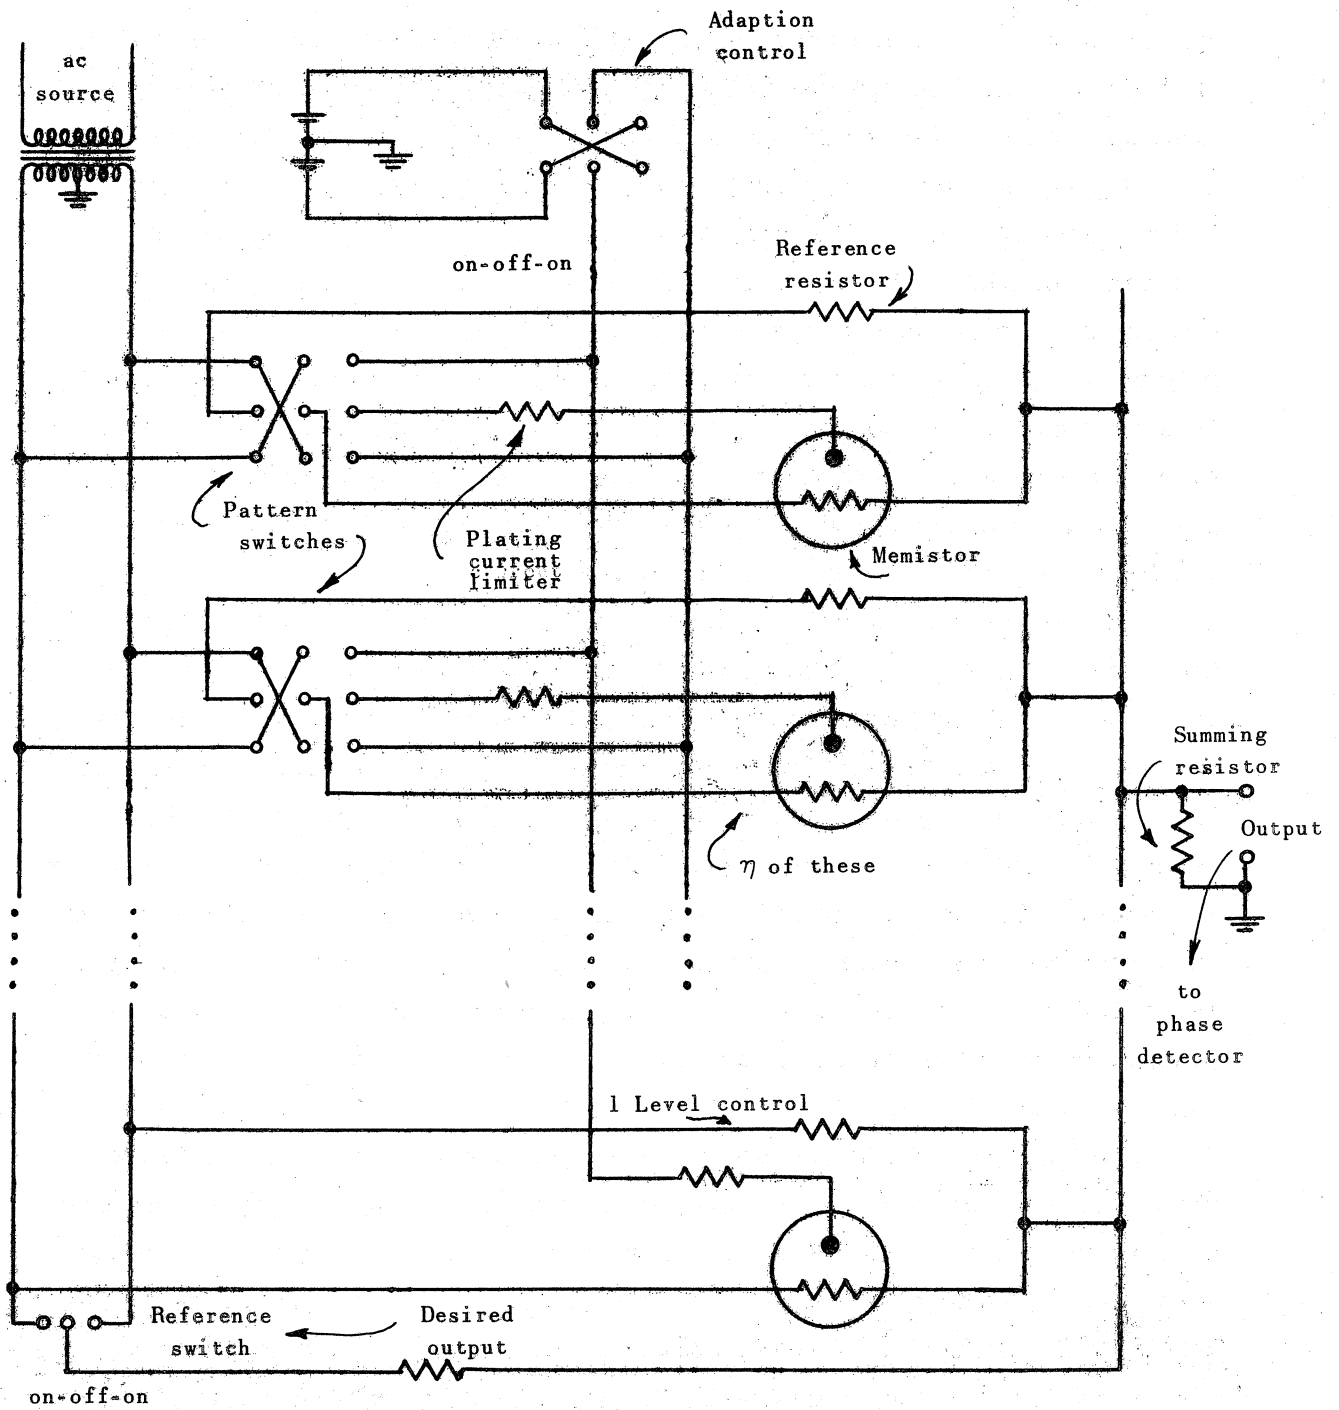 Adaption
control
ac
source
on-off-on
Reference
resistor
Pattern
switches
Plating
current
limiter
Memistor
η of these
Summing
resistor
Output
to
phase
detector
1 Level control
Reference
switch
Desired
output
on-off-on